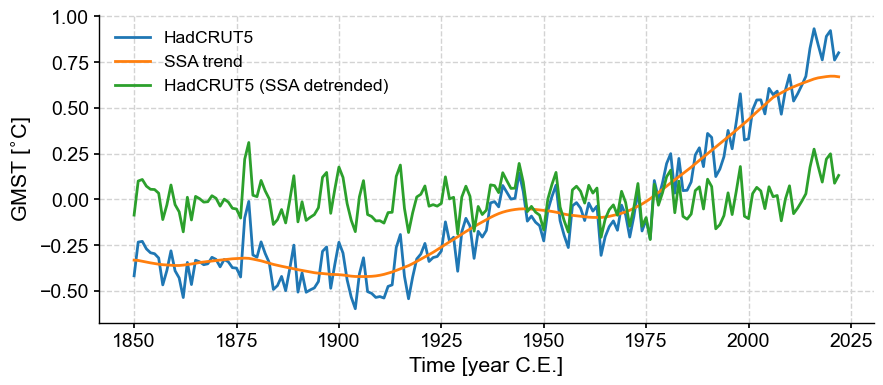 GMST [°C]
1.00
0.75
0.50
0.25
0.00
−0.25
−0.50
HadCRUT5
SSA trend
HadCRUT5 (SSA detrended)
1850 1875 1900 1925 1950 1975 2000 2025
Time [year C.E.]